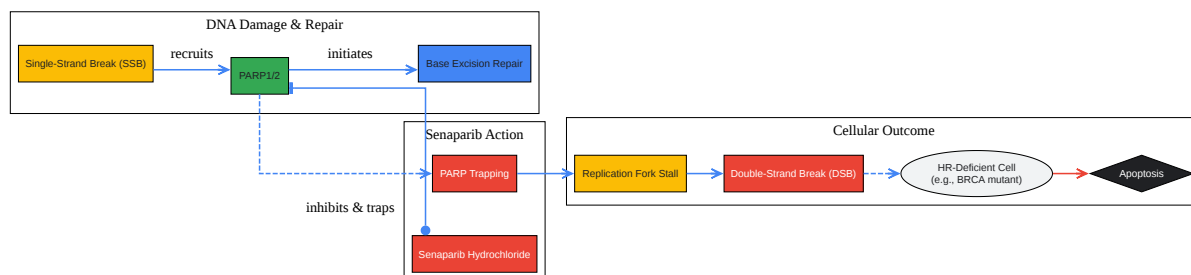 DNA Damage & Repair
Single-Strand Break (SSB)
recruits
PARP1/2
initiates
Base Excision Repair
Senaparib Action
PARP Trapping
inhibits & traps
Senaparib Hydrochloride
Cellular Outcome
Replication Fork Stall
Double-Strand Break (DSB)
HR-Deficient Cell
(e.g., BRCA mutant)
Apoptosis